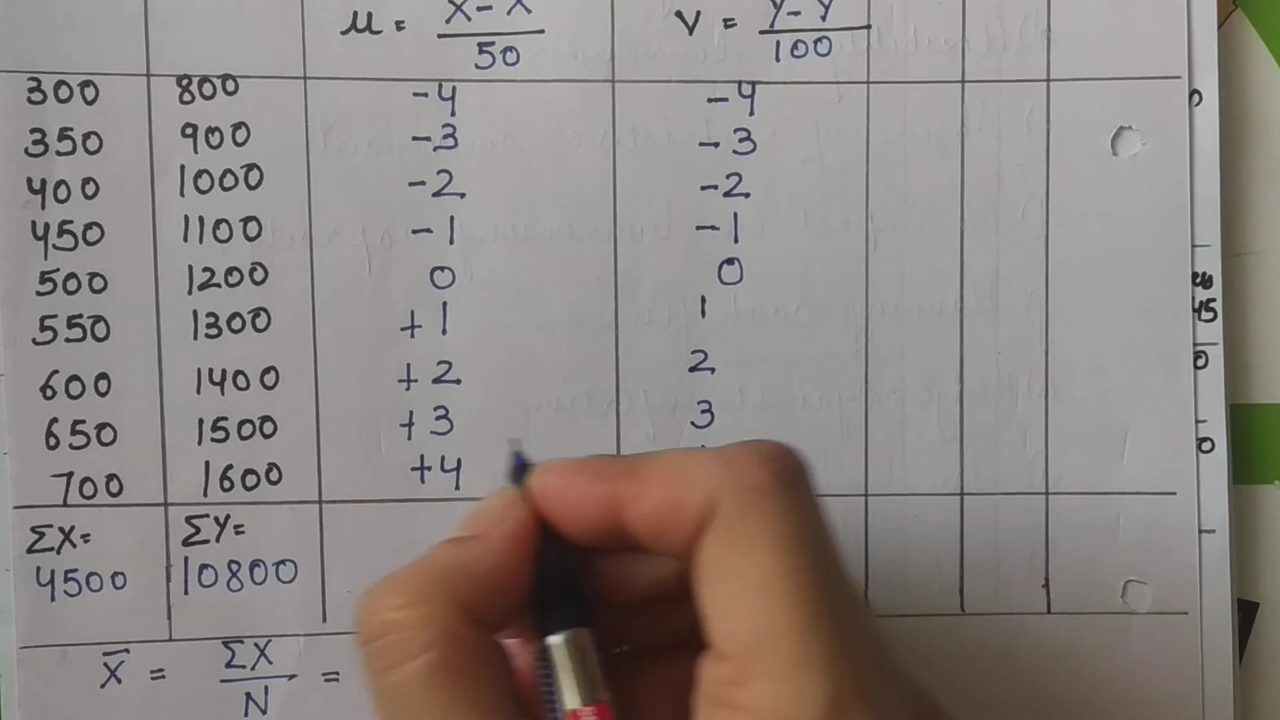 μ = X- X / 50 V = Y- Y / 100
300 800 -4 -4
350 900 -3 -3
400 1000 -2 -2
450 1100 -1 -1
500 1200 0 0
550 1300 +1 1
600 1400 +2 2
650 1500 +3 3
700 1600 +4
ΣX= ΣY=
4500 10800
X̄ = ΣX / N =